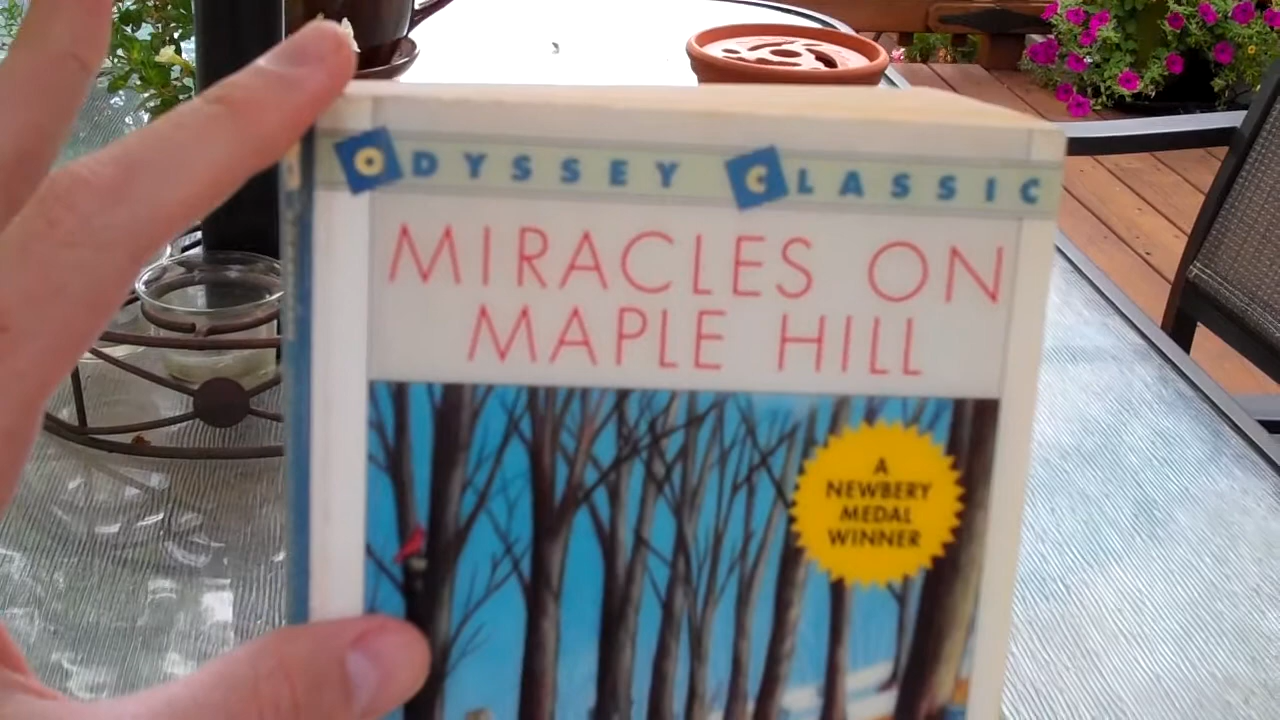 ODYSSEY CLASSIC
MIRACLES ON
MAPLE HILL
A
NEWBERY
MEDAL
WINNER